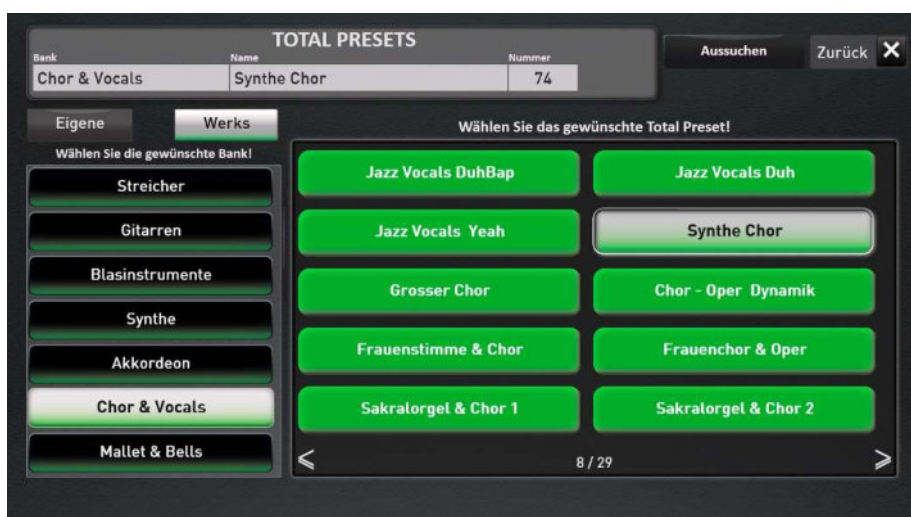 TOTAL PRESETS
Bank Name Nummer
Chor & Vocals Synthe Chor 74
Aussuchen Zurück X
Eigene Werks
Wählen Sie die gewünschte Bank!
Wählen Sie das gewünschte Total Preset!
Streicher
Gitarren
Blasinstrumente
Synthe
Akkordeon
Chor & Vocals
Mallet & Bells
Jazz Vocals DuhBap Jazz Vocals Duh
Jazz Vocals Yeah Synthe Chor
Grosser Chor Chor - Oper Dynamik
Frauenstimme & Chor Frauenchor & Oper
Sakralorgel & Chor 1 Sakralorgel & Chor 2
8 / 29